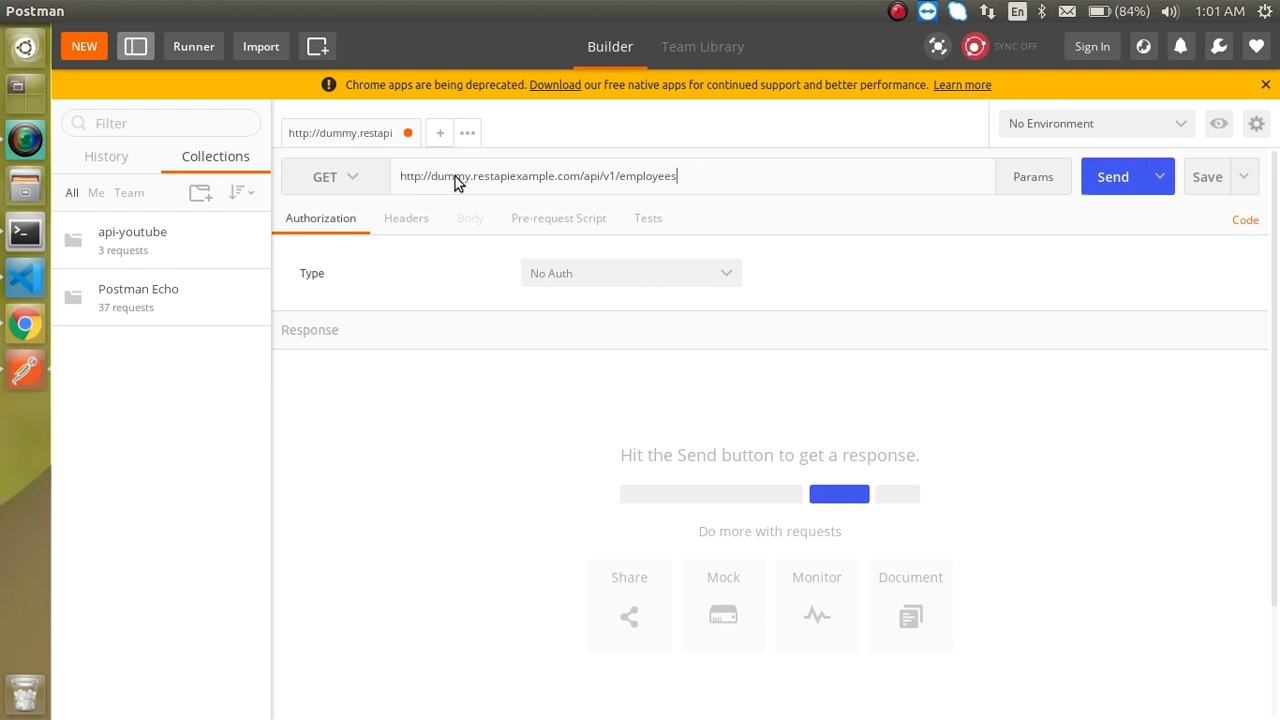 Postman
En
(84%)
1:01 AM
NEW
Runner
Import
Builder
Team Library
SYNC OFF
Sign In
Chrome apps are being deprecated. Download our free native apps for continued support and better performance. Learn more
Filter
History
Collections
All
Me
Team
api-youtube
3 requests
Postman Echo
37 requests
http://dummy.restapi
No Environment
GET
http://dummy.restapiexample.com/api/v1/employees
Params
Send
Save
Authorization
Headers
Body
Pre-request Script
Tests
Code
Type
No Auth
Response
Hit the Send button to get a response.
Do more with requests
Share
Mock
Monitor
Document